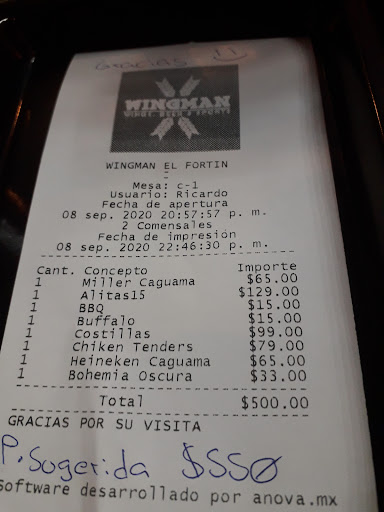 Gracias
WINGMAN
WINGS, BEER & SPORTS
WINGMAN EL FORTIN
-
Mesa: c-1
Usuario: Ricardo
Fecha de apertura
08 sep. 2020 20:57:57 p. m.
2 Comensales
Fecha de impresión
08 sep. 2020 22:46:30 p. m.
Cant. Concepto Importe
1 Miller Caguama $65.00
1 Alitas15 $129.00
1 BBQ $15.00
1 Buffalo $15.00
1 Costillas $99.00
1 Chiken Tenders $79.00
1 Heineken Caguama $65.00
1 Bohemia Oscura $33.00
Total $500.00
GRACIAS POR SU VISITA
P. Sugerida $550
Software desarrollado por anova.mx